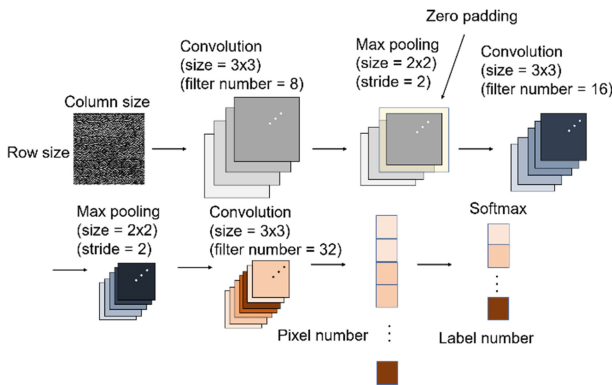 Zero padding
Convolution
(size = 3x3)
(filter number = 8)
Max pooling
(size = 2x2)
(stride = 2)
Convolution
(size = 3x3)
(filter number = 16)
Column size
Row size
Max pooling
(size = 2x2)
(stride = 2)
Convolution
(size = 3x3)
(filter number = 32)
Softmax
Pixel number
Label number